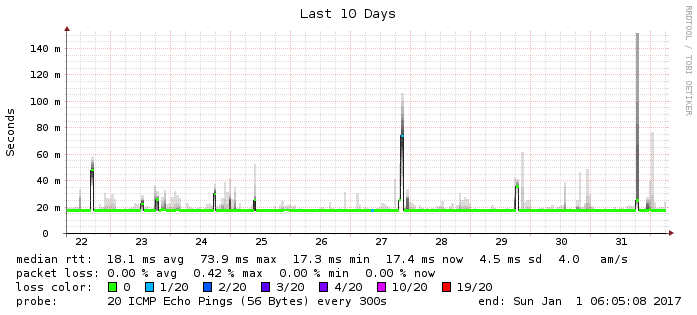 Last 10 Days
RRDTOOL / TOBI OETIKER
Seconds
140 m
120 m
100 m
80 m
60 m
40 m
20 m
0
22 23 24 25 26 27 28 29 30 31
median rtt: 18.1 ms avg 73.9 ms max 17.3 ms min 17.4 ms now 4.5 ms sd 4.0 am/s
packet loss: 0.00 % avg 0.42 % max 0.00 % min 0.00 % now
loss color: 0 1/20 2/20 3/20 4/20 10/20 19/20
probe: 20 ICMP Echo Pings (56 Bytes) every 300s end: Sun Jan 1 06:05:08 2017